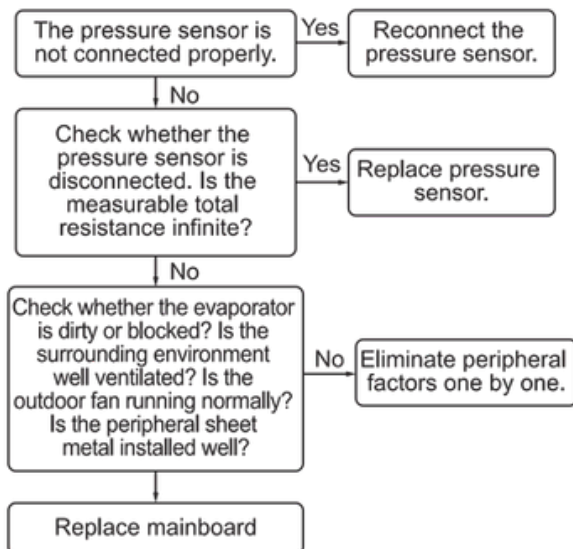 The pressure sensor is
not connected properly.
Yes
Reconnect the
pressure sensor.
No
Check whether the
pressure sensor is
disconnected. Is the
measurable total
resistance infinite?
Yes
Replace pressure
sensor.
No
Check whether the evaporator
is dirty or blocked? Is the
surrounding environment
well ventilated? Is the
outdoor fan running normally?
Is the peripheral sheet
metal installed well?
No
Eliminate peripheral
factors one by one.
Replace mainboard